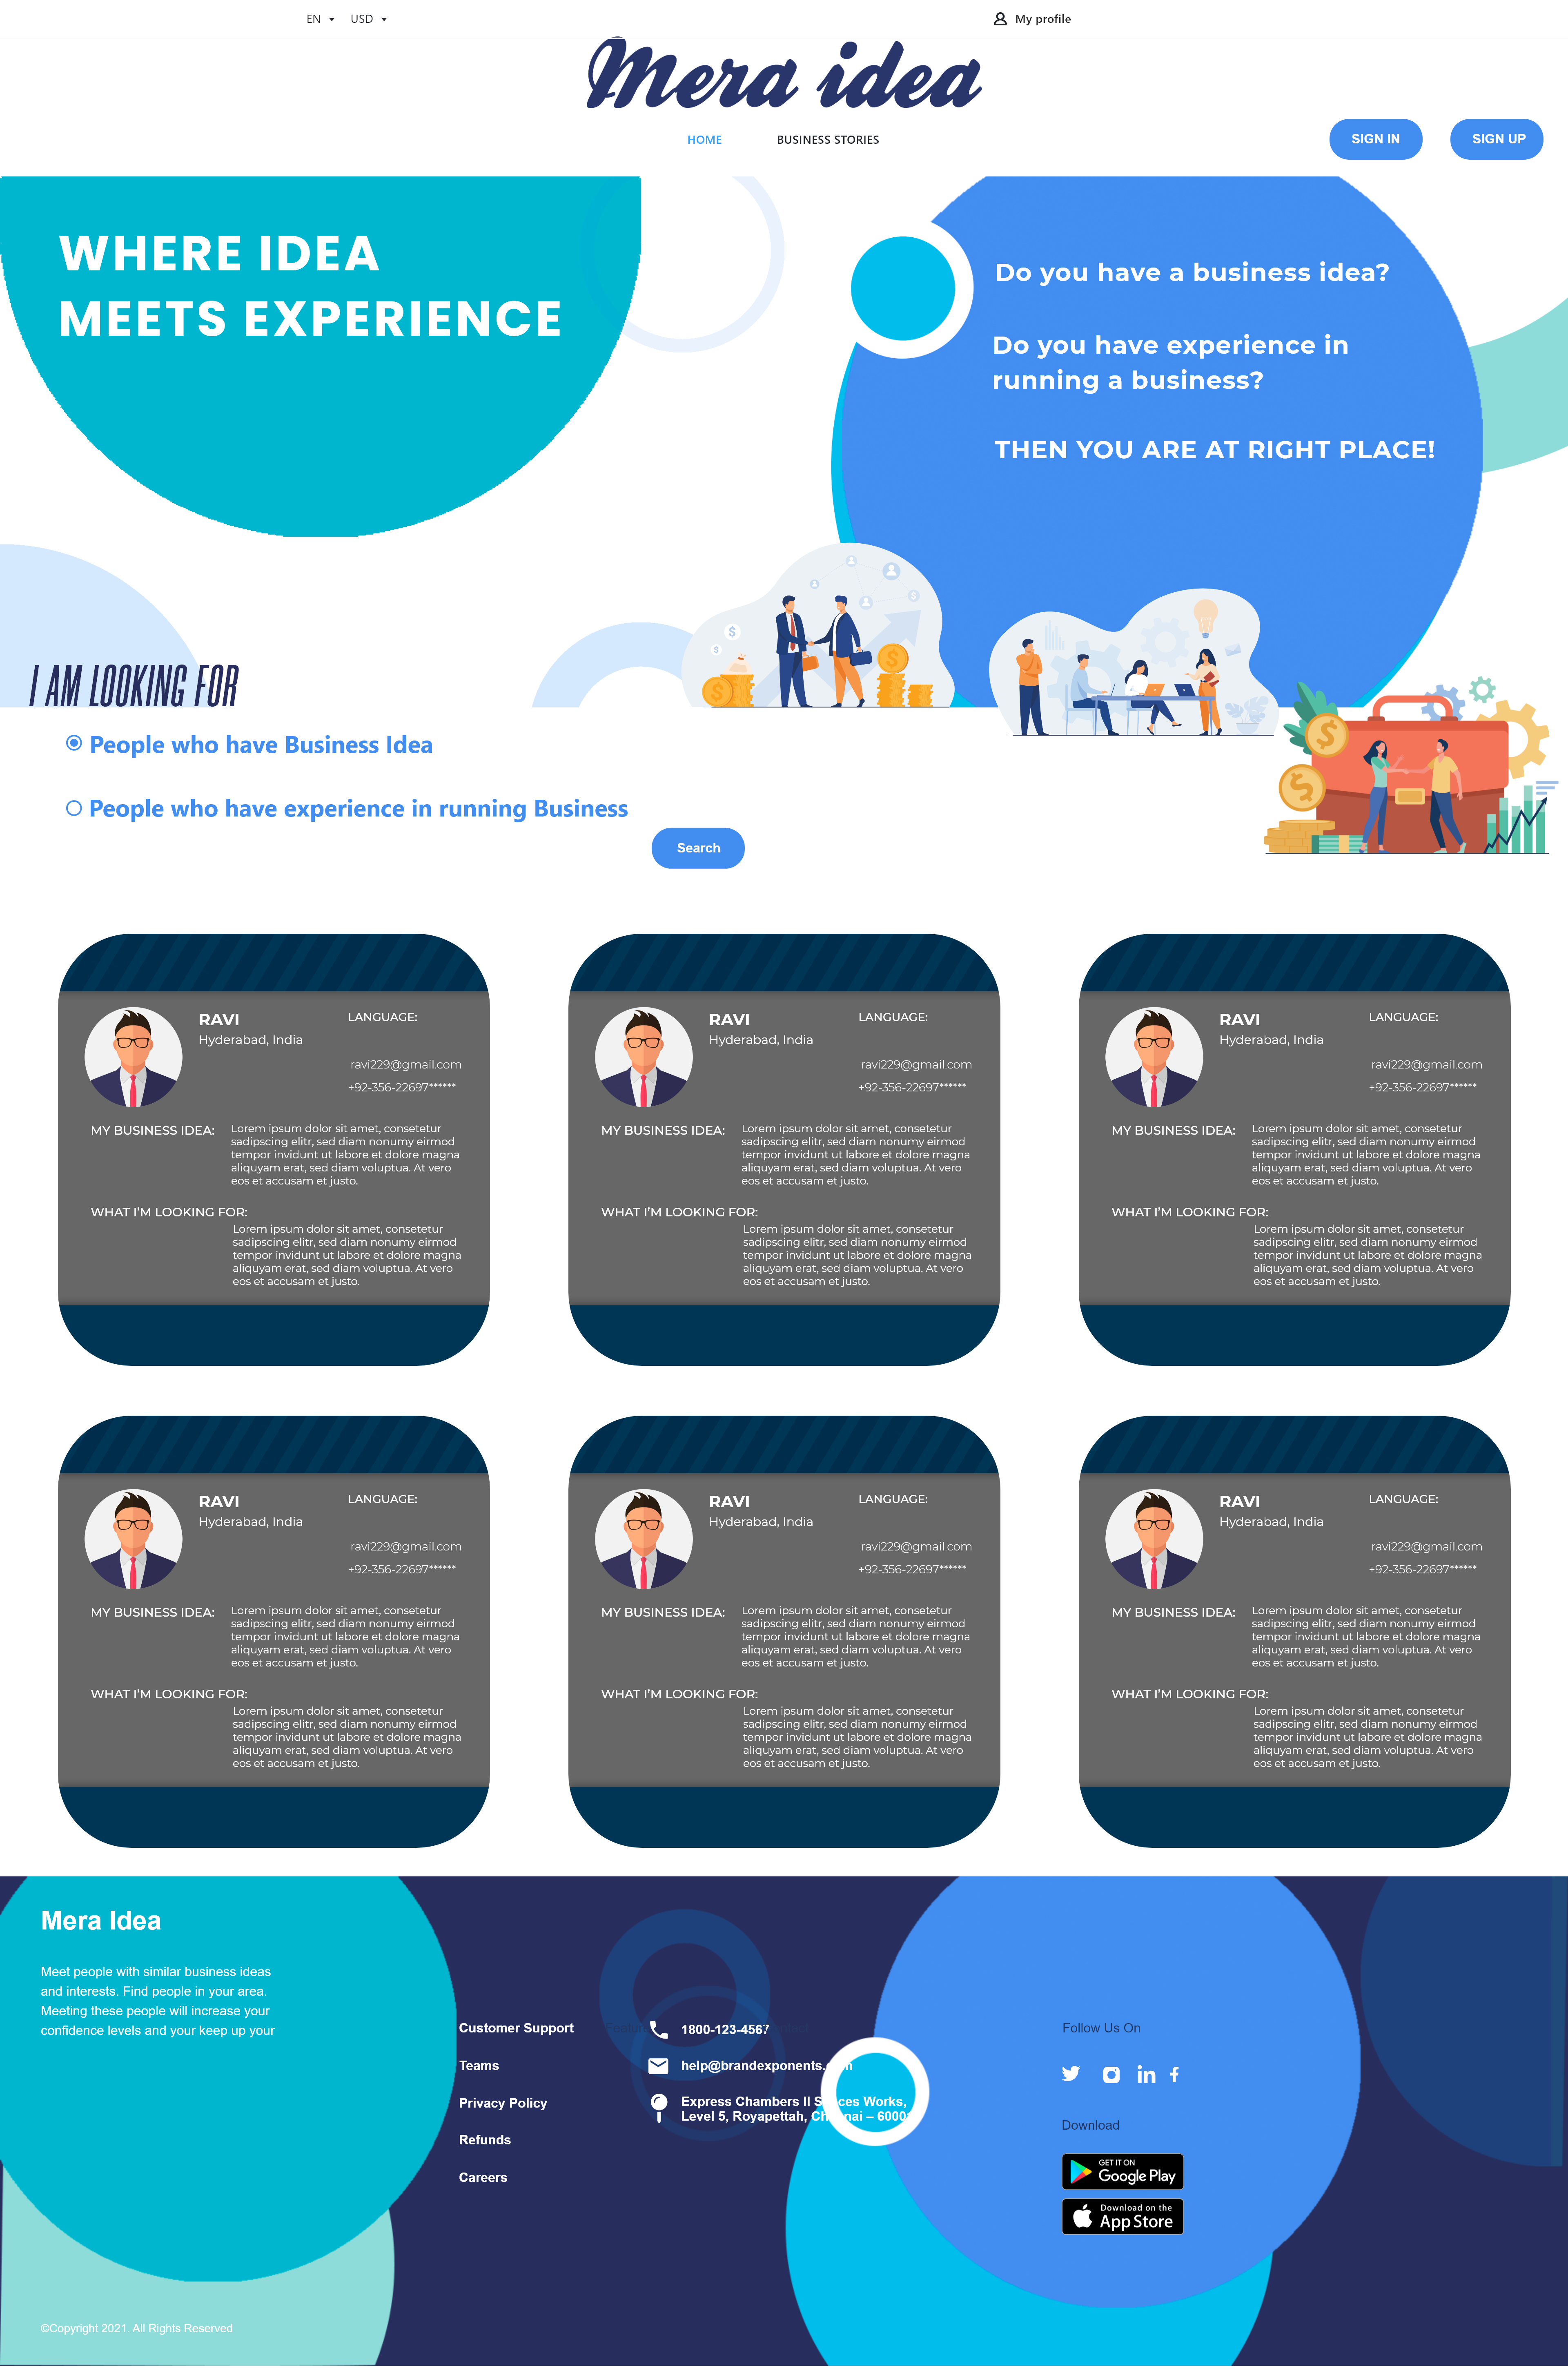 EN USD My profile
Mera idea
HOME BUSINESS STORIES SIGN IN SIGN UP
WHERE IDEA
MEETS EXPERIENCE
Do you have a business idea?
Do you have experience in
running a business?
THEN YOU ARE AT RIGHT PLACE!
I AM LOOKING FOR
People who have Business Idea
People who have experience in running Business
Search
RAVI
Hyderabad, India
LANGUAGE:
ravi229@gmail.com
+92-356-22697******
MY BUSINESS IDEA:
Lorem ipsum dolor sit amet, consetetur
sadipscing elitr, sed diam nonumy eirmod
tempor invidunt ut labore et dolore magna
aliquyam erat, sed diam voluptua. At vero
eos et accusam et justo.
WHAT I'M LOOKING FOR:
Lorem ipsum dolor sit amet, consetetur
sadipscing elitr, sed diam nonumy eirmod
tempor invidunt ut labore et dolore magna
aliquyam erat, sed diam voluptua. At vero
eos et accusam et justo.
RAVI
Hyderabad, India
LANGUAGE:
ravi229@gmail.com
+92-356-22697******
MY BUSINESS IDEA:
Lorem ipsum dolor sit amet, consetetur
sadipscing elitr, sed diam nonumy eirmod
tempor invidunt ut labore et dolore magna
aliquyam erat, sed diam voluptua. At vero
eos et accusam et justo.
WHAT I'M LOOKING FOR:
Lorem ipsum dolor sit amet, consetetur
sadipscing elitr, sed diam nonumy eirmod
tempor invidunt ut labore et dolore magna
aliquyam erat, sed diam voluptua. At vero
eos et accusam et justo.
RAVI
Hyderabad, India
LANGUAGE:
ravi229@gmail.com
+92-356-22697******
MY BUSINESS IDEA:
Lorem ipsum dolor sit amet, consetetur
sadipscing elitr, sed diam nonumy eirmod
tempor invidunt ut labore et dolore magna
aliquyam erat, sed diam voluptua. At vero
eos et accusam et justo.
WHAT I'M LOOKING FOR:
Lorem ipsum dolor sit amet, consetetur
sadipscing elitr, sed diam nonumy eirmod
tempor invidunt ut labore et dolore magna
aliquyam erat, sed diam voluptua. At vero
eos et accusam et justo.
RAVI
Hyderabad, India
LANGUAGE:
ravi229@gmail.com
+92-356-22697******
MY BUSINESS IDEA:
Lorem ipsum dolor sit amet, consetetur
sadipscing elitr, sed diam nonumy eirmod
tempor invidunt ut labore et dolore magna
aliquyam erat, sed diam voluptua. At vero
eos et accusam et justo.
WHAT I'M LOOKING FOR:
Lorem ipsum dolor sit amet, consetetur
sadipscing elitr, sed diam nonumy eirmod
tempor invidunt ut labore et dolore magna
aliquyam erat, sed diam voluptua. At vero
eos et accusam et justo.
RAVI
Hyderabad, India
LANGUAGE:
ravi229@gmail.com
+92-356-22697******
MY BUSINESS IDEA:
Lorem ipsum dolor sit amet, consetetur
sadipscing elitr, sed diam nonumy eirmod
tempor invidunt ut labore et dolore magna
aliquyam erat, sed diam voluptua. At vero
eos et accusam et justo.
WHAT I'M LOOKING FOR:
Lorem ipsum dolor sit amet, consetetur
sadipscing elitr, sed diam nonumy eirmod
tempor invidunt ut labore et dolore magna
aliquyam erat, sed diam voluptua. At vero
eos et accusam et justo.
RAVI
Hyderabad, India
LANGUAGE:
ravi229@gmail.com
+92-356-22697******
MY BUSINESS IDEA:
Lorem ipsum dolor sit amet, consetetur
sadipscing elitr, sed diam nonumy eirmod
tempor invidunt ut labore et dolore magna
aliquyam erat, sed diam voluptua. At vero
eos et accusam et justo.
WHAT I'M LOOKING FOR:
Lorem ipsum dolor sit amet, consetetur
sadipscing elitr, sed diam nonumy eirmod
tempor invidunt ut labore et dolore magna
aliquyam erat, sed diam voluptua. At vero
eos et accusam et justo.
Mera Idea
Meet people with similar business ideas
and interests. Find people in your area.
Meeting these people will increase your
confidence levels and your keep up your
Customer Support
Teams
Privacy Policy
Refunds
Careers
1800-123-4567
Express Chambers II
Level 5, Royapettah,
Follow Us On
Download
GET IT ON
Google Play
Download on the
App Store
©Copyright 2021. All Rights Reserved